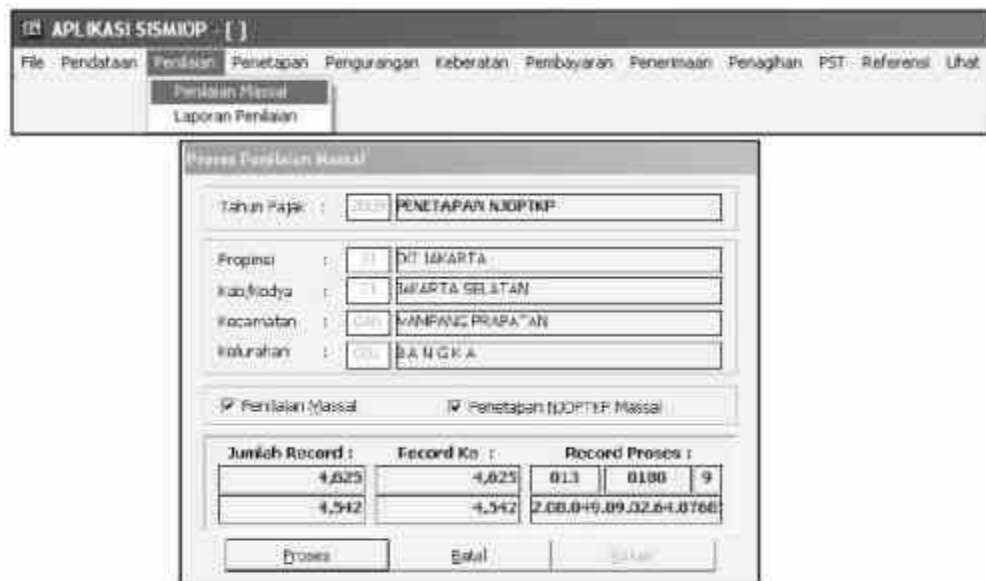 APLIKASI SISMIOP - [ ]
File Pendataan Penilaian Penetapan Pengurangan Keberatan Pembayaran Penerimaan Penagihan PST Referensi Lihat
Penilaian Massal
Laporan Penilaian
Proses Penilaian Massal
Tahun Pajak : PENETAPAN NJOPTKP
Propinsi : 31 DKI JAKARTA
Kab/Kodya : 71 JAKARTA SELATAN
Kecamatan : MAMPANG PRAPATAN
Kelurahan : BANGKA
Penilaian Massal Penetapan NJOPTKP Massal
Jumlah Record : Record Ke : Record Proses :
4,625 4,625 013 0180 9
4,542 4,542
Proses Batal